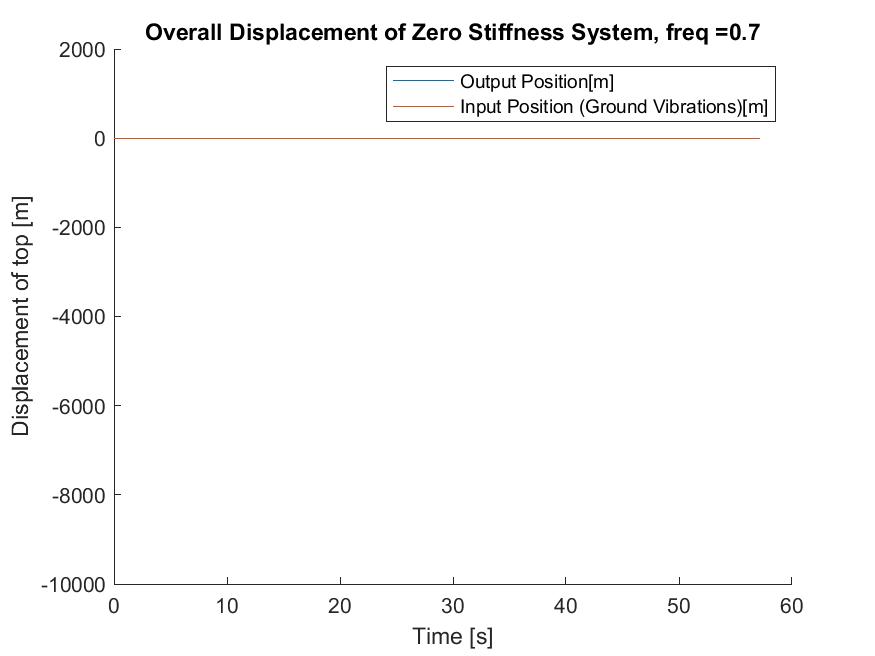 Overall Displacement of Zero Stiffness System, freq =0.7
2000
Output Position[m]
Input Position (Ground Vibrations)[m]
0
-2000
-4000
-6000
-8000
-10000
Displacement of top [m]
0 10 20 30 40 50 60
Time [s]